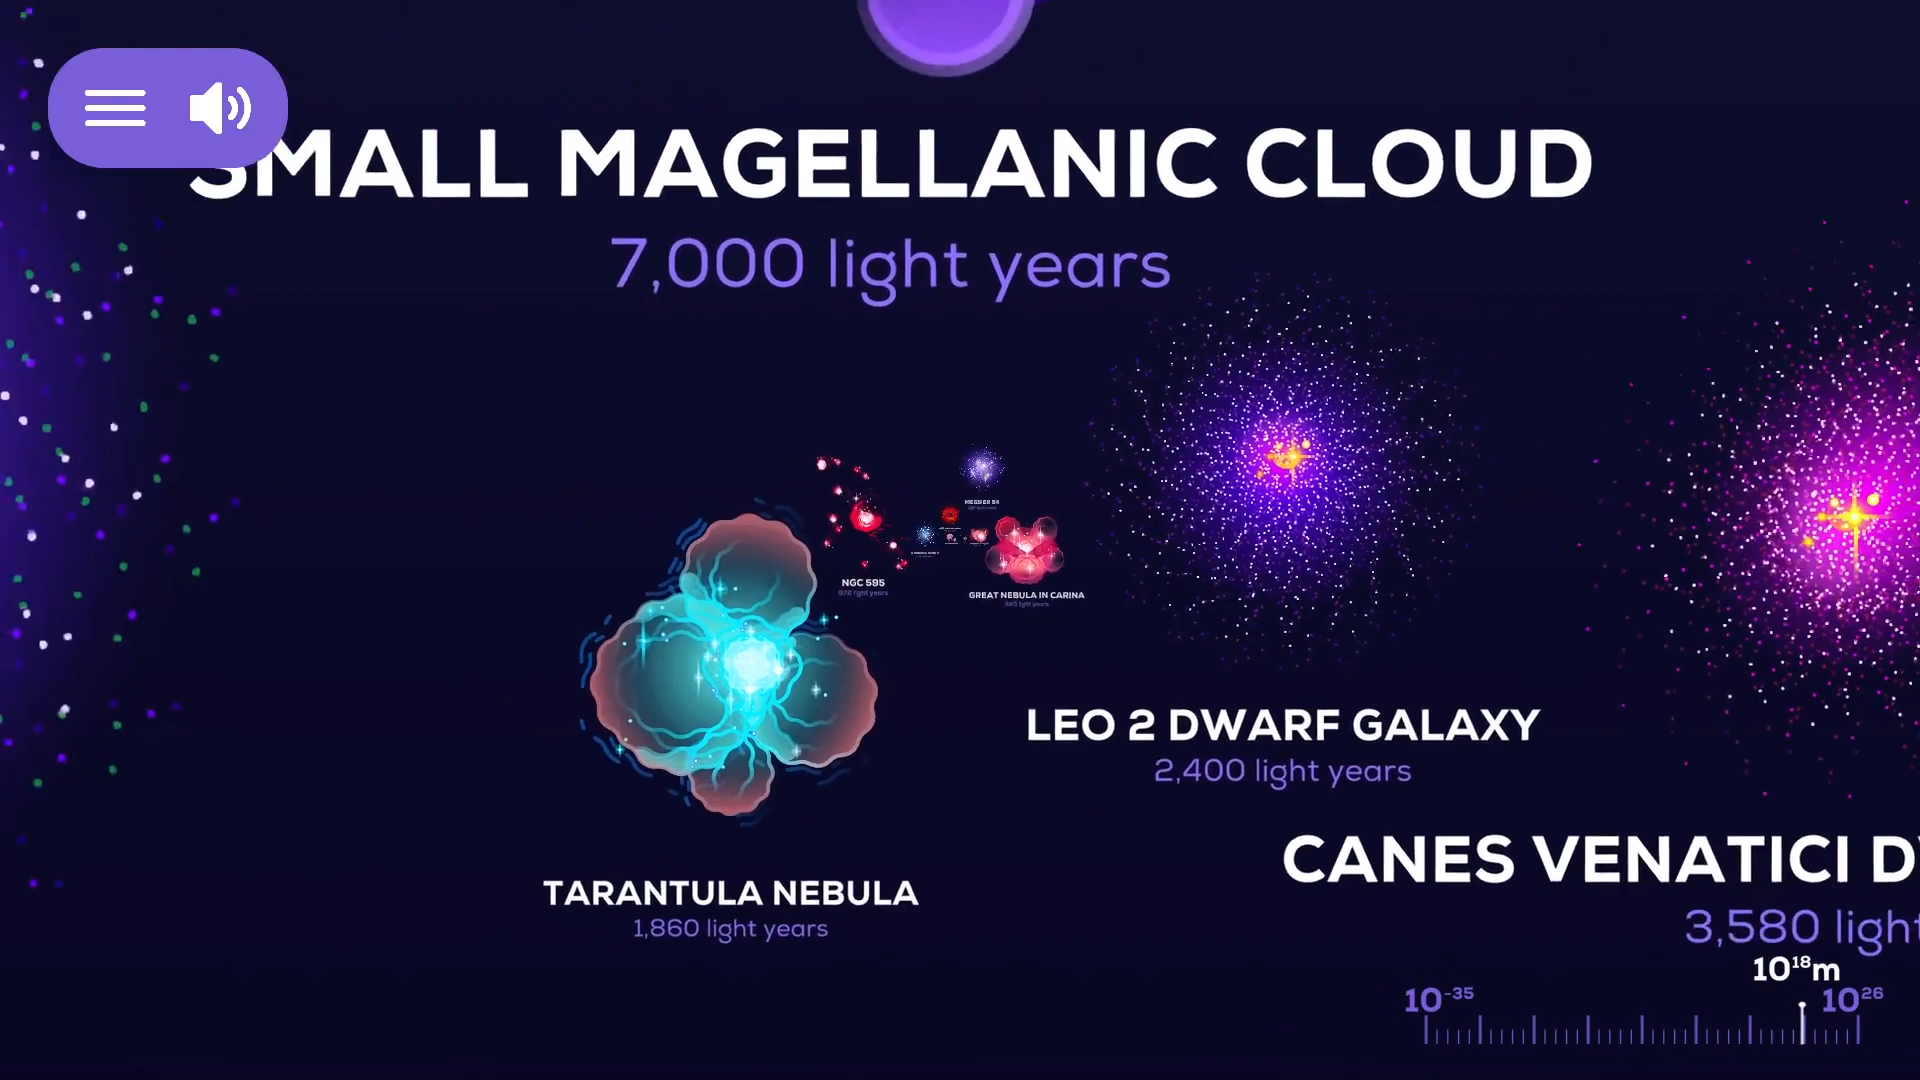 SMALL MAGELLANIC CLOUD
7,000 light years
MESSIER 54
NGC 595
GREAT NEBULA IN CARINA
LEO 2 DWARF GALAXY
2,400 light years
TARANTULA NEBULA
1,860 light years
CANES VENATICI D
3,580 light
10¹⁸m
10⁻³⁵
10²⁶